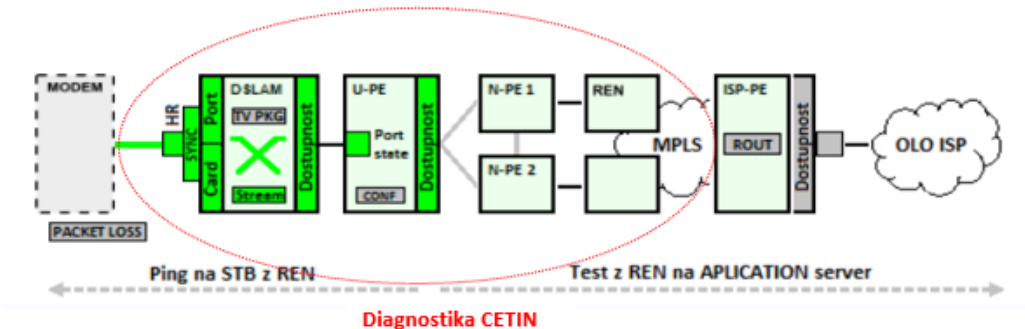 MODEM
PACKET LOSS
HR
SYNC
Port
Card
DSLAM
TV PKG
Stream
Dostupnost
U-PE
Port
state
CONF
Dostupnost
N-PE 1
N-PE 2
REN
MPLS
ISP-PE
ROUT
Dostupnost
OLO ISP
Ping na STB z REN
Test z REN na APLICATION server
Diagnostika CETIN